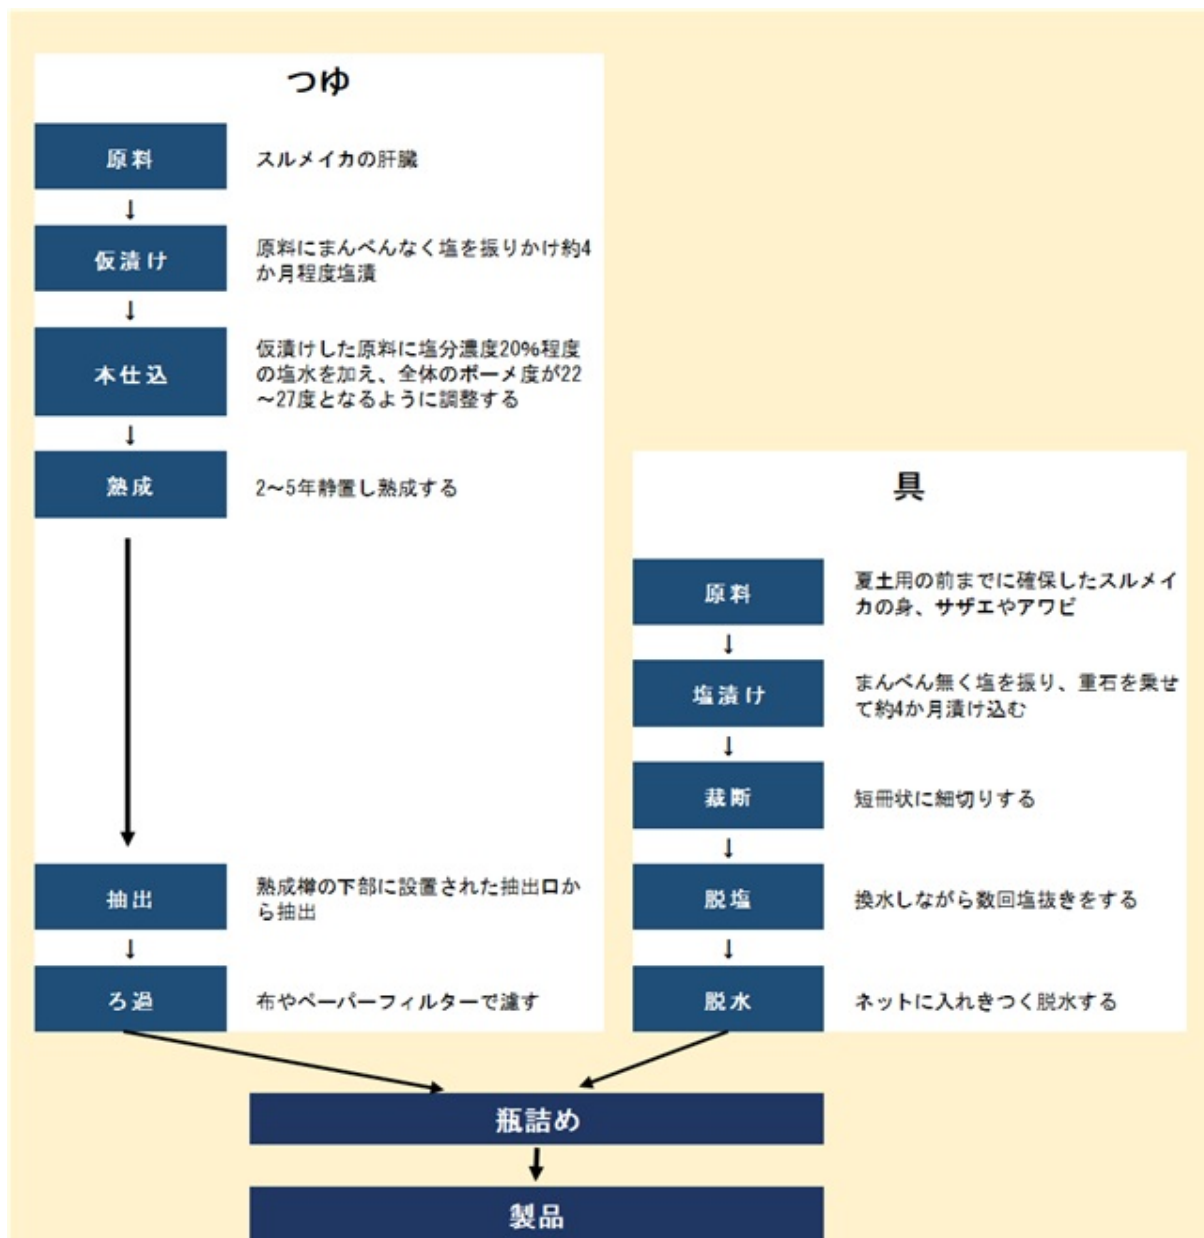 つゆ
原料
スルメイカの肝臓
↓
仮漬け
原料にまんべんなく塩を振りかけ約4
か月程度塩漬
↓
本仕込
仮漬けした原料に塩分濃度20%程度
の塩水を加え、全体のボーメ度が22
～27度となるように調整する
↓
熟成
2～5年静置し熟成する
抽出
熟成樽の下部に設置された抽出口か
ら抽出
↓
ろ過
布やペーパーフィルターで濾す
具
原料
夏土用の前までに確保したスルメイ
カの身、サザエやアワビ
↓
塩漬け
まんべん無く塩を振り、重石を乗せ
て約4か月漬け込む
↓
裁断
短冊状に細切りする
↓
脱塩
換水しながら数回塩抜きをする
↓
脱水
ネットに入れきつく脱水する
瓶詰め
製品